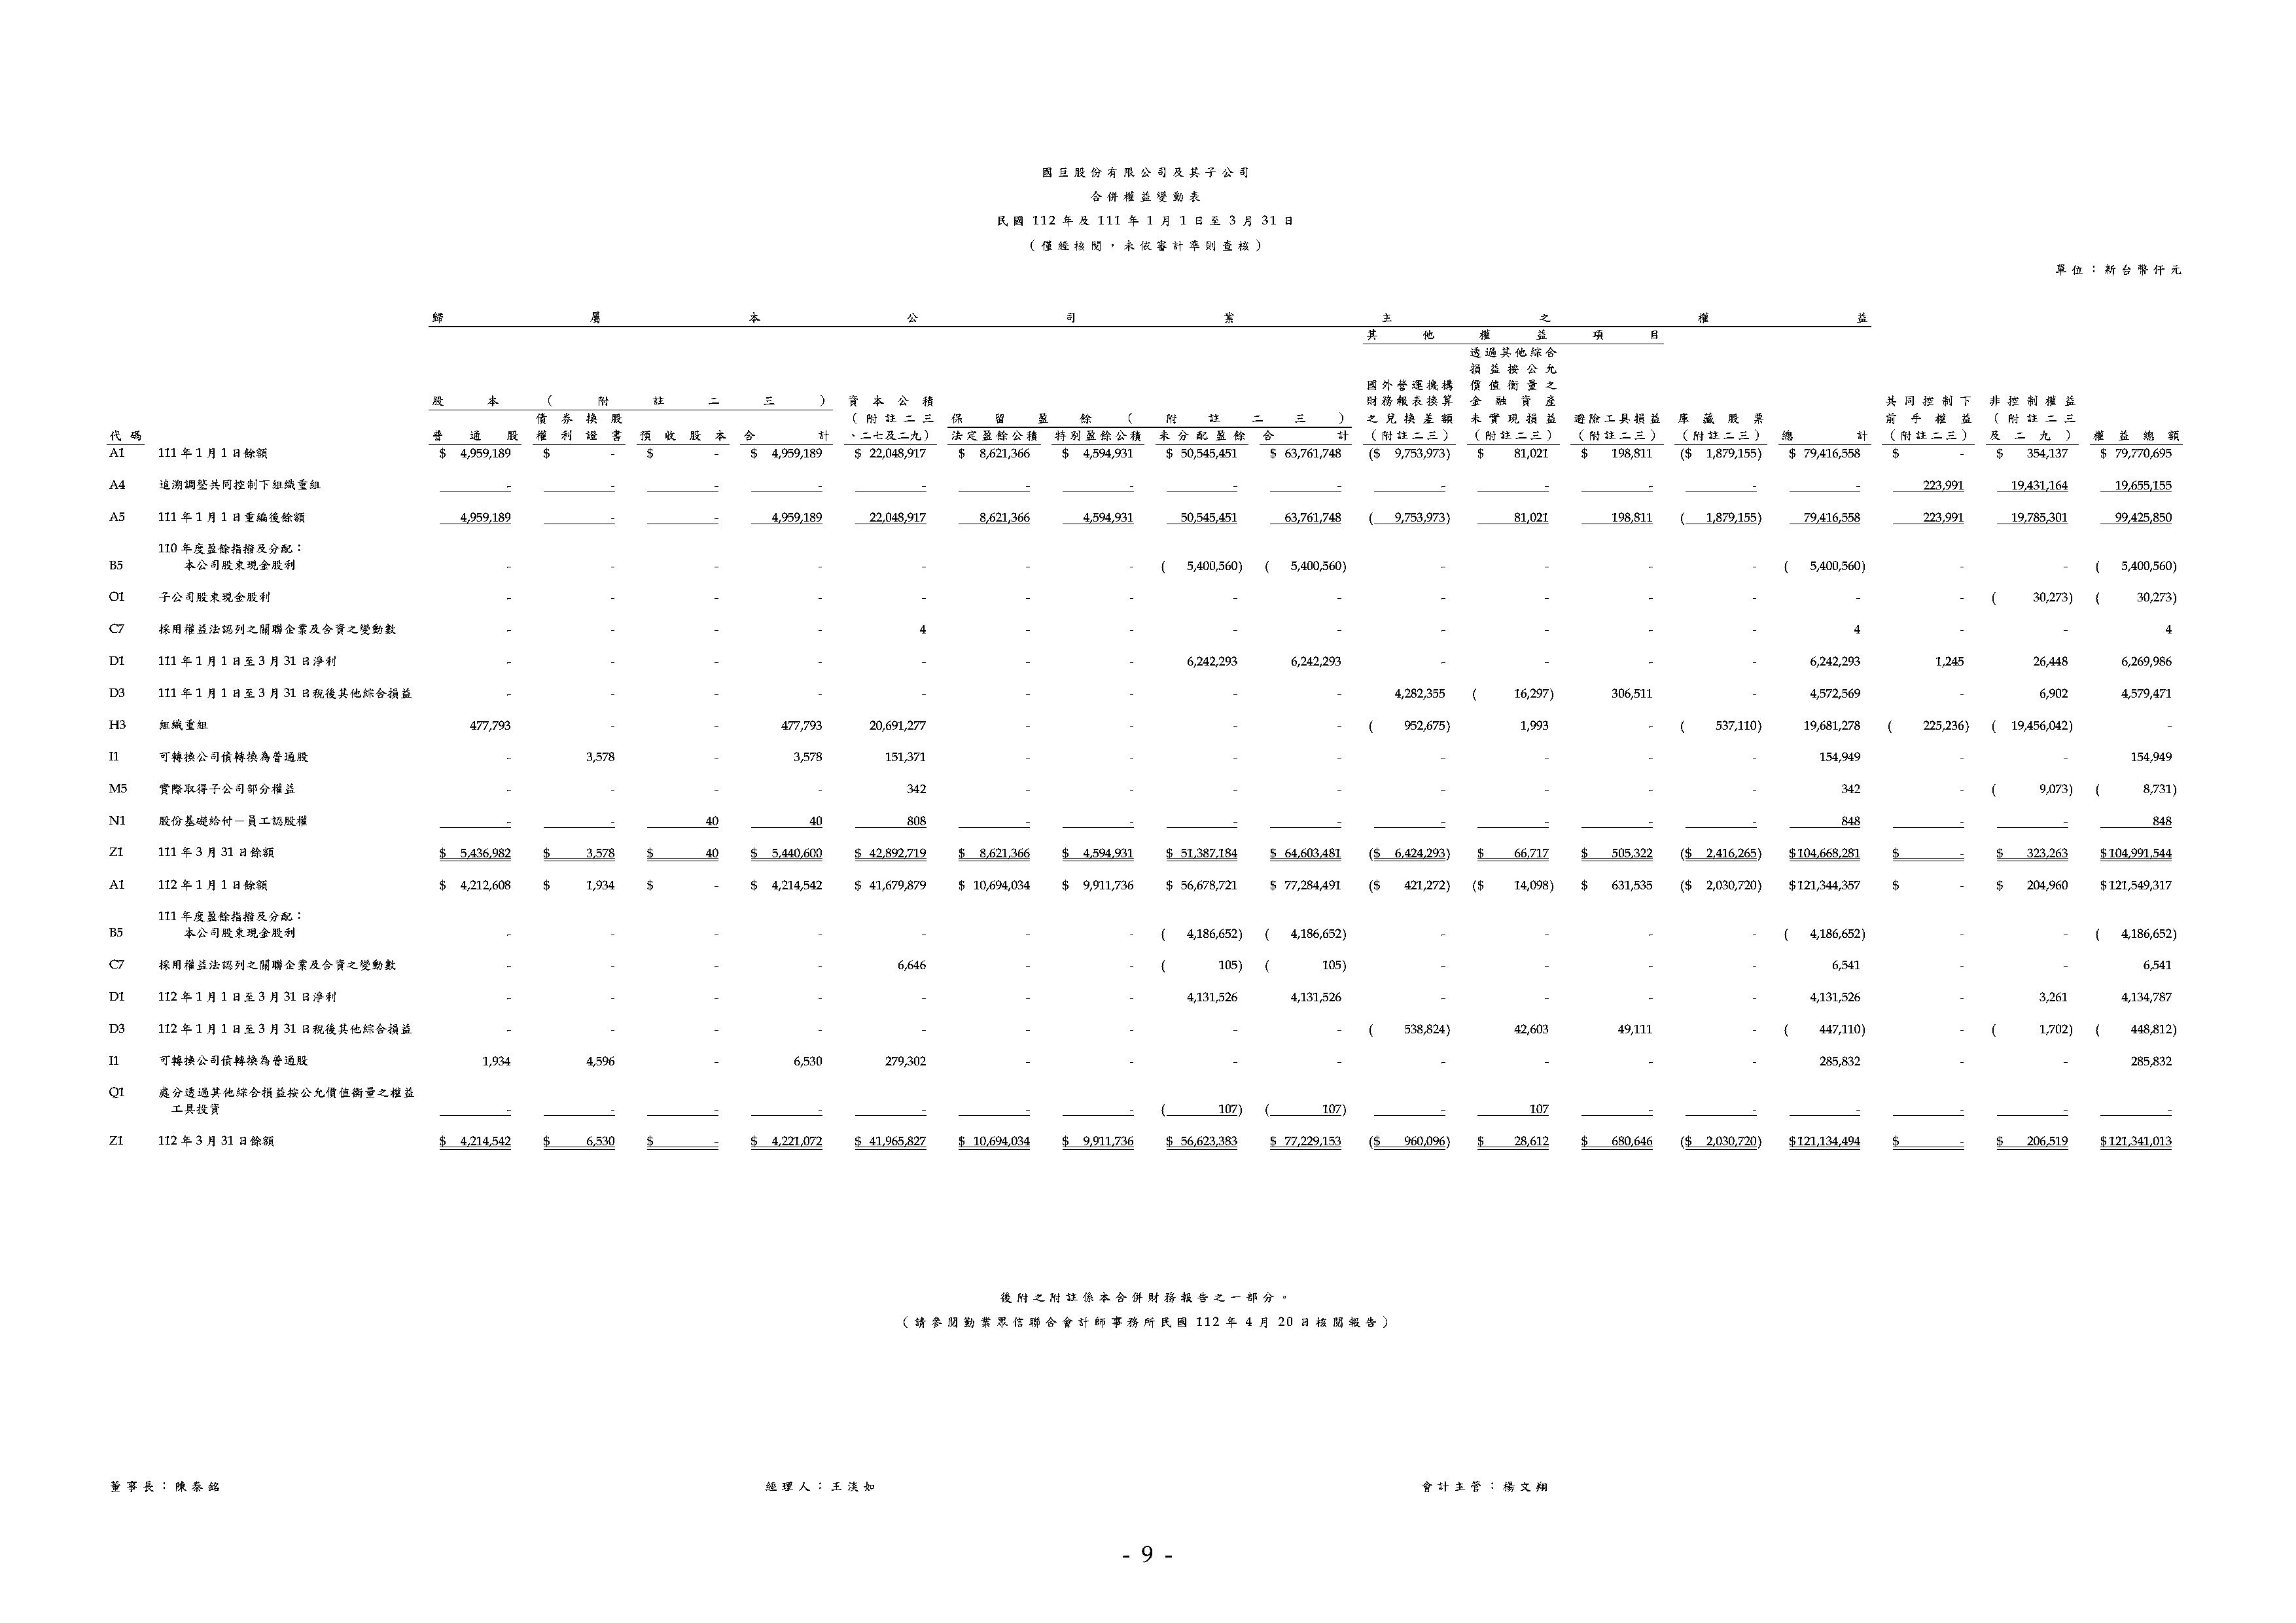 國巨股份有限公司及其子公司
合併權益變動表
民國 112 年及 111 年 1 月 1 日至 3 月 31 日
（僅經核閱，未依審計準則查核）
單位：新台幣仟元
歸屬本公司業主之權益
其他權益項目
透過其他綜合
損益按公允
國外營運機構 價值衡量之
股本（附註二三） 資本公積 財務報表換算 金融資產 共同控制下 非控制權益
債券換股 （附註二三 保留盈餘（附註二三） 之兌換差額 未實現損益 避險工具損益 庫藏股票 前手權益 （附註二三
代碼 普通股 權利證書 預收股本 合計 、二七及二九） 法定盈餘公積 特別盈餘公積 未分配盈餘 合計 （附註二三） （附註二三） （附註二三） （附註二三） 總計 （附註二三） 及二九） 權益總額
A1 111 年 1 月 1 日餘額 $ 4,959,189 $ - $ - $ 4,959,189 $ 22,048,917 $ 8,621,366 $ 4,594,931 $ 50,545,451 $ 63,761,748 ($ 9,753,973) $ 81,021 $ 198,811 ($ 1,879,155) $ 79,416,558 $ - $ 354,137 $ 79,770,695
A4 追溯調整共同控制下組織重組 - - - - - - - - - - - - - - 223,991 19,431,164 19,655,155
A5 111 年 1 月 1 日重編後餘額 4,959,189 - - 4,959,189 22,048,917 8,621,366 4,594,931 50,545,451 63,761,748 ( 9,753,973) 81,021 198,811 ( 1,879,155) 79,416,558 223,991 19,785,301 99,425,850
110 年度盈餘指撥及分配：
B5 本公司股東現金股利 - - - - - - - ( 5,400,560) ( 5,400,560) - - - - ( 5,400,560) - - ( 5,400,560)
O1 子公司股東現金股利 - - - - - - - - - - - - - - - ( 30,273) ( 30,273)
C7 採用權益法認列之關聯企業及合資之變動數 - - - - 4 - - - - - - - - 4 - - 4
D1 111 年 1 月 1 日至 3 月 31 日淨利 - - - - - - - 6,242,293 6,242,293 - - - - 6,242,293 1,245 26,448 6,269,986
D3 111 年 1 月 1 日至 3 月 31 日稅後其他綜合損益 - - - - - - - - - 4,282,355 ( 16,297) 306,511 - 4,572,569 - 6,902 4,579,471
H3 組織重組 477,793 - - 477,793 20,691,277 - - - - ( 952,675) 1,993 - ( 537,110) 19,681,278 ( 225,236) ( 19,456,042) -
I1 可轉換公司債轉換為普通股 - 3,578 - 3,578 151,371 - - - - - - - - 154,949 - - 154,949
M5 實際取得子公司部分權益 - - - - 342 - - - - - - - - 342 - ( 9,073) ( 8,731)
N1 股份基礎給付－員工認股權 - - 40 40 808 - - - - - - - - 848 - - 848
Z1 111 年 3 月 31 日餘額 $ 5,436,982 $ 3,578 $ 40 $ 5,440,600 $ 42,892,719 $ 8,621,366 $ 4,594,931 $ 51,387,184 $ 64,603,481 ($ 6,424,293) $ 66,717 $ 505,322 ($ 2,416,265) $104,668,281 $ - $ 323,263 $104,991,544
A1 112 年 1 月 1 日餘額 $ 4,212,608 $ 1,934 $ - $ 4,214,542 $ 41,679,879 $ 10,694,034 $ 9,911,736 $ 56,678,721 $ 77,284,491 ($ 421,272) ($ 14,098) $ 631,535 ($ 2,030,720) $121,344,357 $ - $ 204,960 $121,549,317
111 年度盈餘指撥及分配：
B5 本公司股東現金股利 - - - - - - - ( 4,186,652) ( 4,186,652) - - - - ( 4,186,652) - - ( 4,186,652)
C7 採用權益法認列之關聯企業及合資之變動數 - - - - 6,646 - - ( 105) ( 105) - - - - 6,541 - - 6,541
D1 112 年 1 月 1 日至 3 月 31 日淨利 - - - - - - - 4,131,526 4,131,526 - - - - 4,131,526 - 3,261 4,134,787
D3 112 年 1 月 1 日至 3 月 31 日稅後其他綜合損益 - - - - - - - - - ( 538,824) 42,603 49,111 - ( 447,110) - ( 1,702) ( 448,812)
I1 可轉換公司債轉換為普通股 1,934 4,596 - 6,530 279,302 - - - - - - - - 285,832 - - 285,832
Q1 處分透過其他綜合損益按公允價值衡量之權益
工具投資 - - - - - - - ( 107) ( 107) - 107 - - - - - -
Z1 112 年 3 月 31 日餘額 $ 4,214,542 $ 6,530 $ - $ 4,221,072 $ 41,965,827 $ 10,694,034 $ 9,911,736 $ 56,623,383 $ 77,229,153 ($ 960,096) $ 28,612 $ 680,646 ($ 2,030,720) $121,134,494 $ - $ 206,519 $121,341,013
後附之附註係本合併財務報告之一部分。
（請參閱勤業眾信聯合會計師事務所民國 112 年 4 月 20 日核閱報告）
董事長：陳泰銘 經理人：王淡如 會計主管：楊文翔
- 9 -